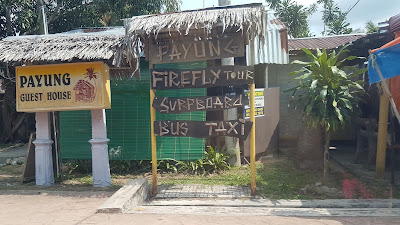 PAYUNG
GUEST HOUSE
PAYUNG
FIREFLY TOUR
SURFBOARD
BUS TAXI